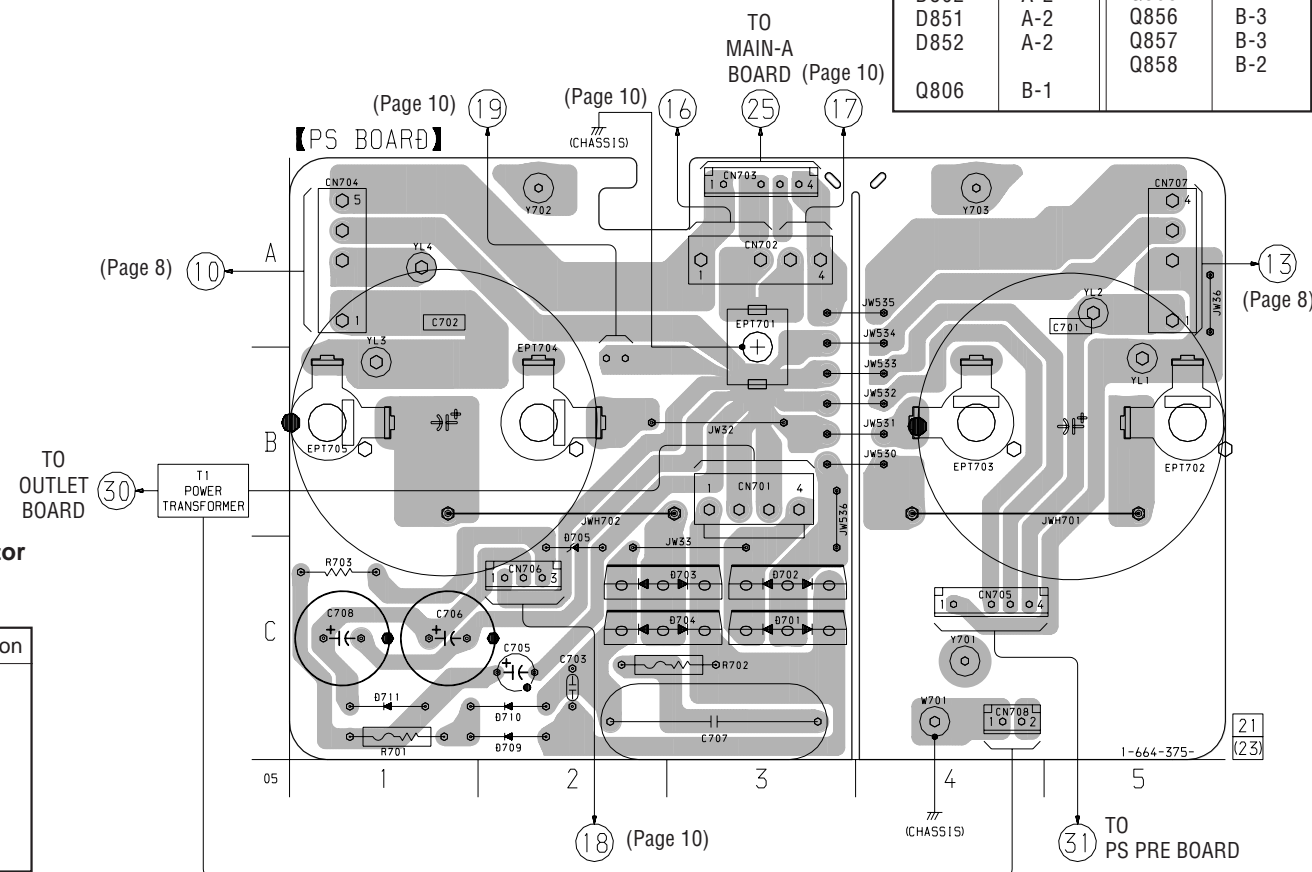 D851 A-2 Q856 B-3
D852 A-2 Q857 B-3
Q858 B-2
Q806 B-1
TO
MAIN-A
BOARD
(Page 10)
(Page 10)
(Page 10)
19
(CHASSIS)
16
25
17
【PS BOARD】
CN704
5
Y702
CN703
1
4
Y703
CN707
4
A
YL4
CN702
1
4
(Page 8)
10
13
(Page 8)
1
C702
JW535
YL2
1
JW36
EPT701
C701
JW534
YL3
EPT704
JW533
YL1
JW532
JW32
JW531
B
EPT705
JW530
EPT703
EPT702
TO
OUTLET
BOARD
30
T1
POWER
TRANSFORMER
1
CN701
4
JWH702
JW536
JWH701
D705
JW33
tor
R703
CN706
1
3
D703
D702
CN705
1
4
C
C708
C706
D704
D701
on
C705
C703
R702
Y701
D711
D710
W701
CN708
1
2
R701
D709
C707
1-664-375-
21
(23)
05
1
2
3
4
5
(CHASSIS)
18
(Page 10)
31
TO
PS PRE BOARD